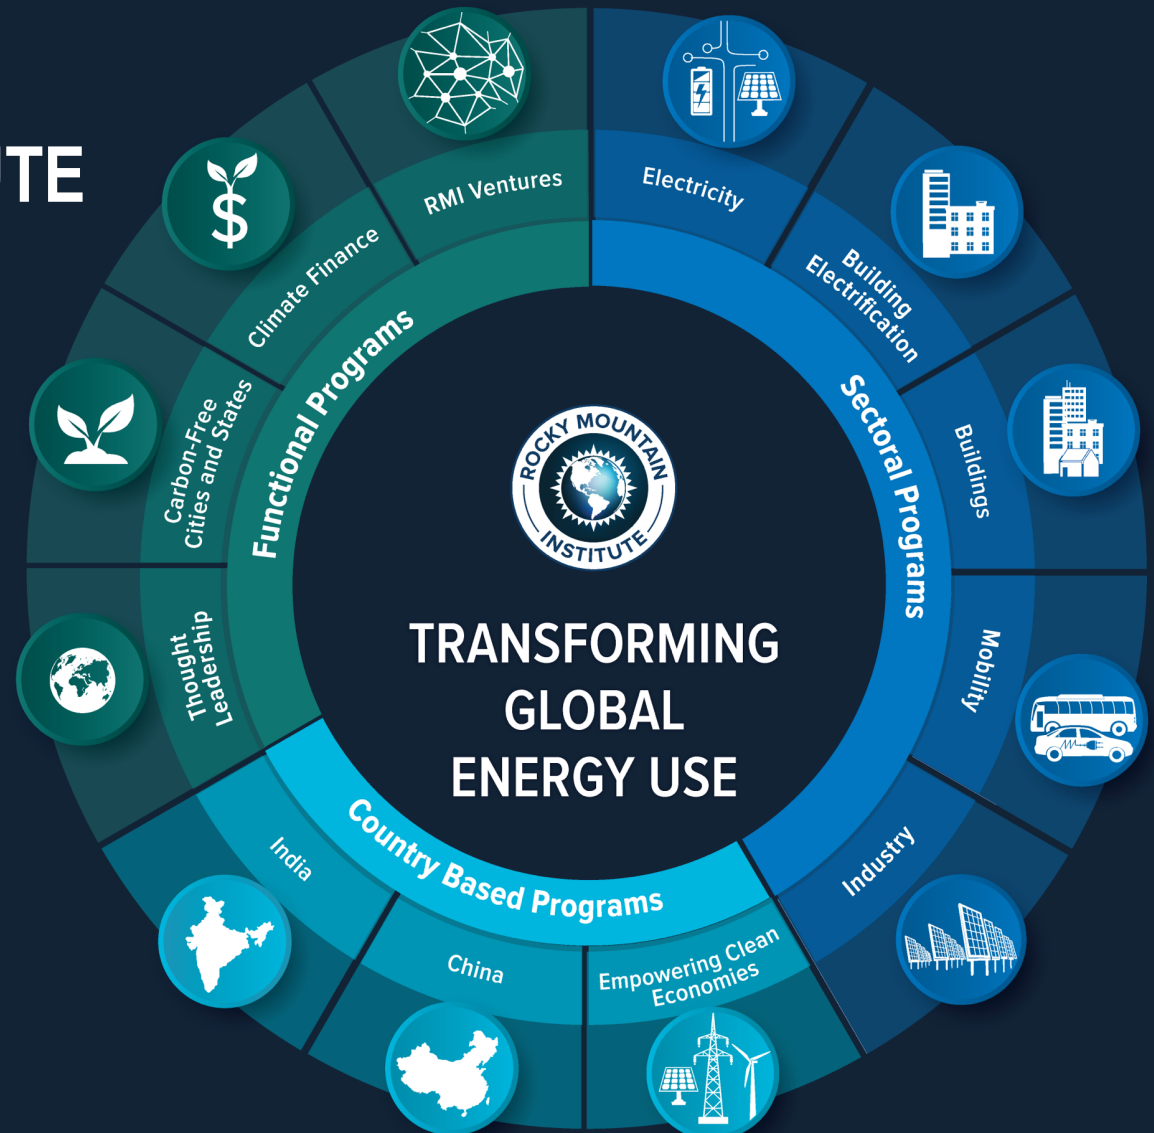 UTE
RMI Ventures
Electricity
Climate Finance
Building
Electrification
Carbon-Free
Cities and States
Buildings
Thought
Leadership
Mobility
India
Industry
China
Empowering Clean
Economies
Functional Programs
Sectoral Programs
Country Based Programs
ROCKY MOUNTAIN
INSTITUTE
TRANSFORMING
GLOBAL
ENERGY USE